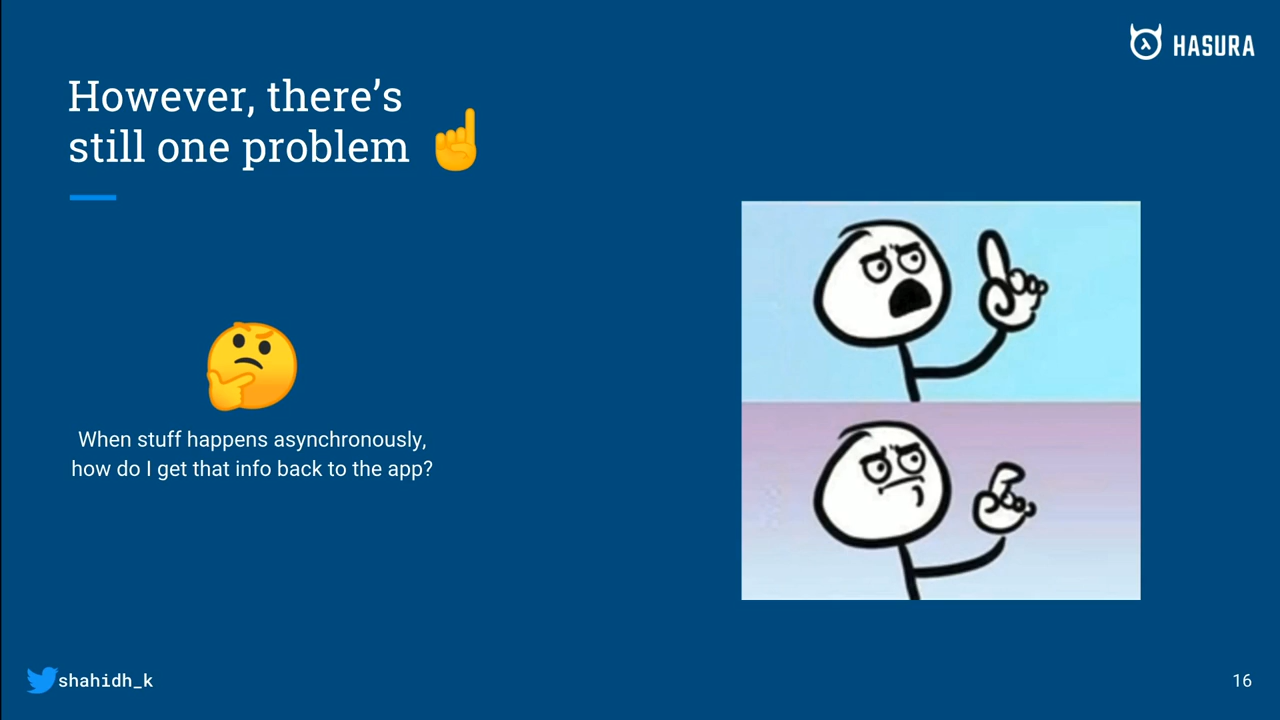 HASURA
However, there's
still one problem ☝
When stuff happens asynchronously,
how do I get that info back to the app?
shahidh_k
16